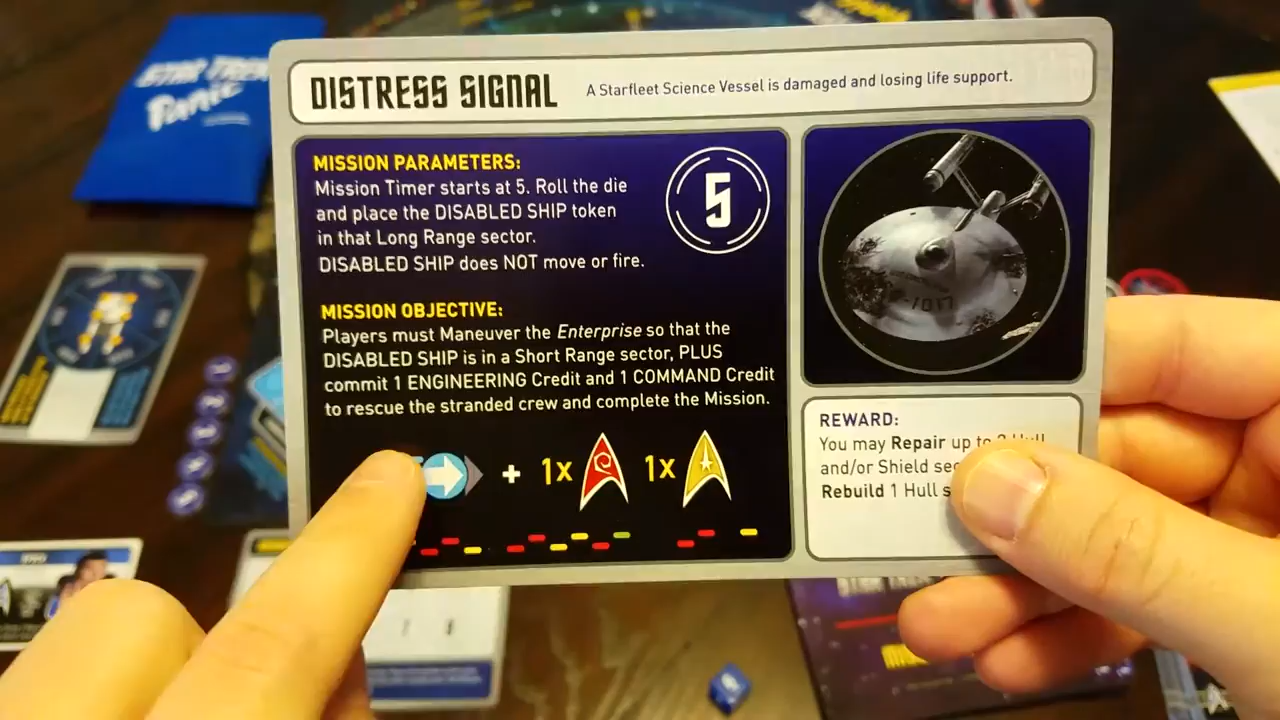 STAR TREK
Panic
DISTRESS SIGNAL
A Starfleet Science Vessel is damaged and losing life support.
MISSION PARAMETERS:
Mission Timer starts at 5. Roll the die
and place the DISABLED SHIP token
in that Long Range sector.
DISABLED SHIP does NOT move or fire.
5
MISSION OBJECTIVE:
Players must Maneuver the Enterprise so that the
DISABLED SHIP is in a Short Range sector, PLUS
commit 1 ENGINEERING Credit and 1 COMMAND Credit
to rescue the stranded crew and complete the Mission.
+ 1x 1x
REWARD:
You may Repair up to
and/or Shield
Rebuild 1 Hull